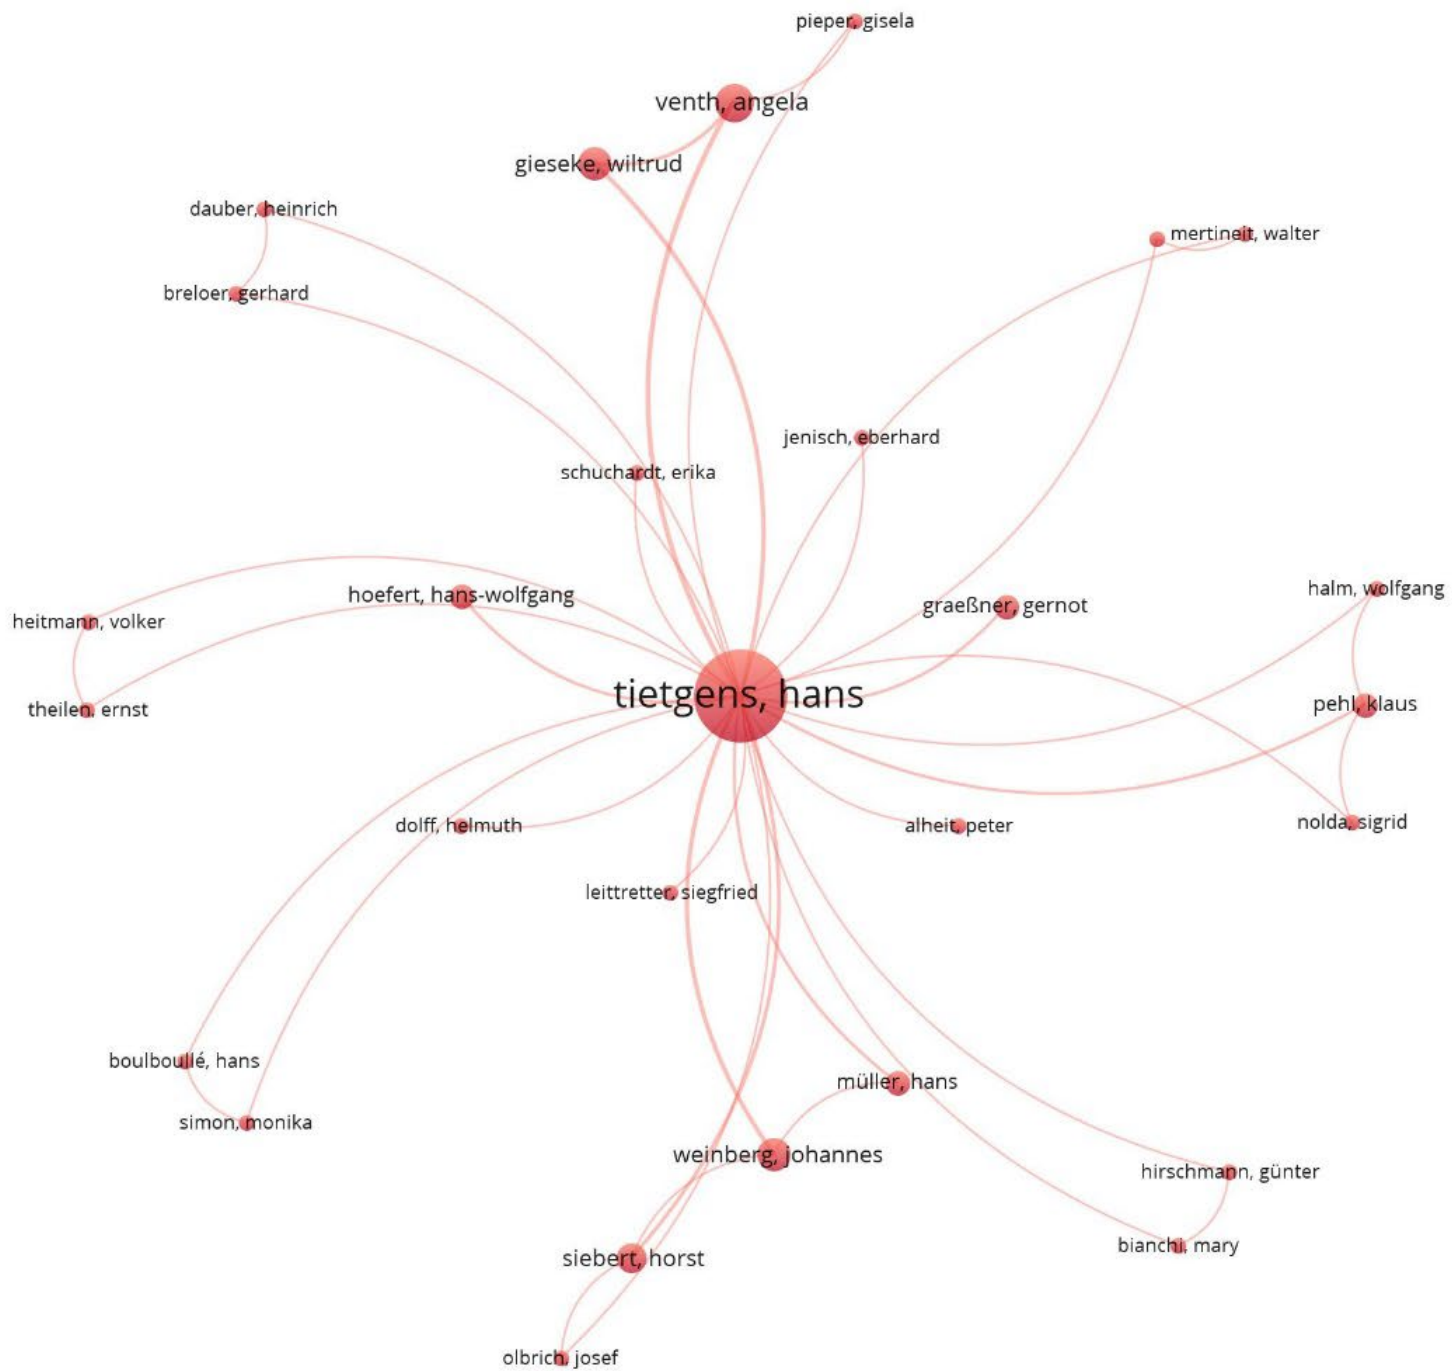 pieper, gisela
venth, angela
gieseke, wiltrud
dauber, heinrich
mertineit, walter
breloer, gerhard
jenisch, eberhard
schuchardt, erika
halm, wolfgang
hoefert, hans-wolfgang
graeßner, gernot
heitmann, volker
tietgens, hans
pehl, klaus
theilen, ernst
nolda, sigrid
dolff, helmuth
alheit, peter
leittretter, siegfried
boulboullé, hans
müller, hans
simon, monika
weinberg, johannes
hirschmann, günter
bianchi, mary
siebert, horst
olbrich, josef